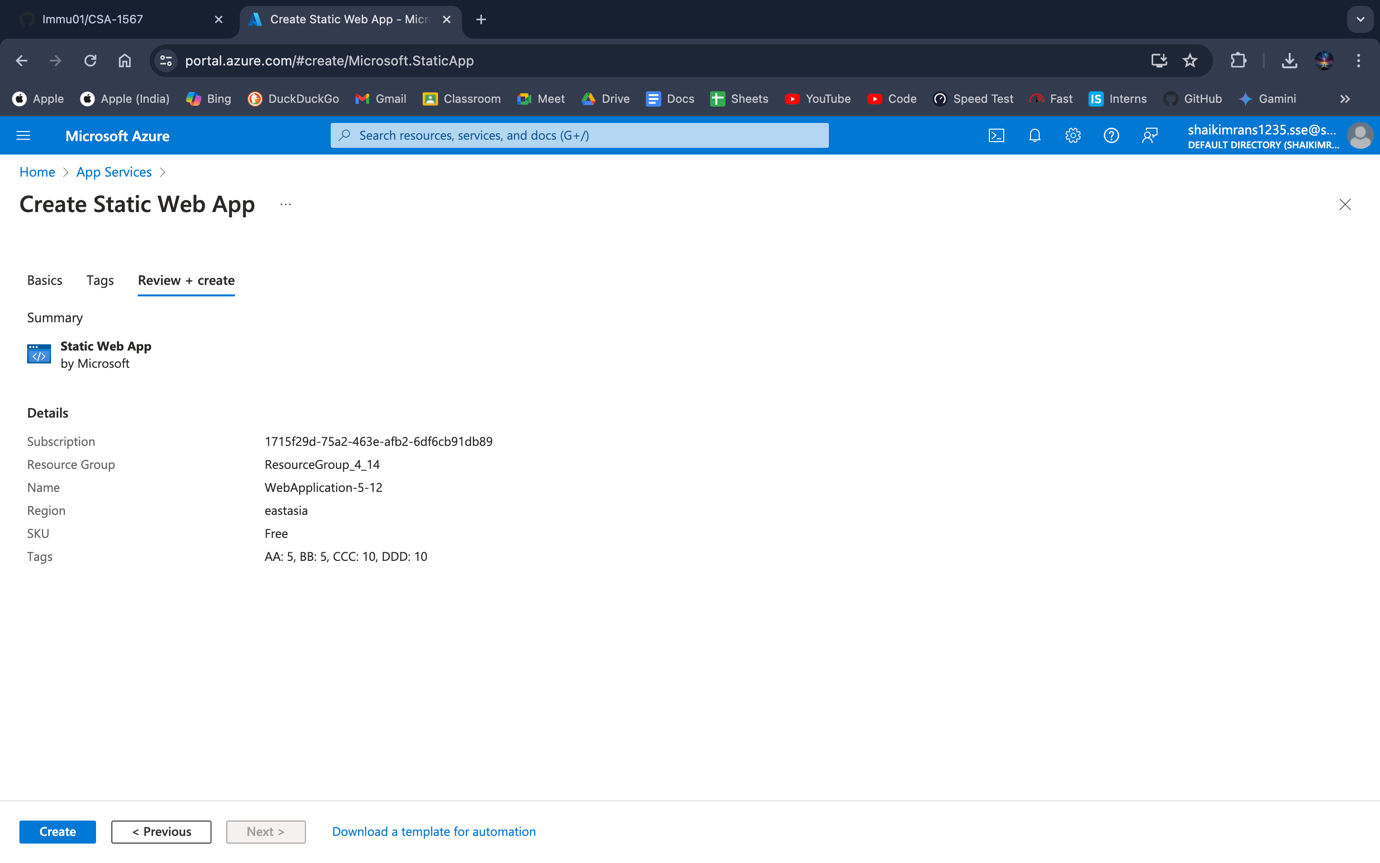 Immu01/CSA-1567
Create Static Web App - Micr
portal.azure.com/#create/Microsoft.StaticApp
Apple Apple (India) Bing DuckDuckGo Gmail Classroom Meet Drive Docs Sheets YouTube Code Speed Test Fast IS Interns GitHub Gamini »
Microsoft Azure
Search resources, services, and docs (G+/)
shaikimrans1235.sse@s...
DEFAULT DIRECTORY (SHAIKIMR...
Home > App Services >
Create Static Web App ...
Basics Tags Review + create
Summary
Static Web App
by Microsoft
Details
Subscription 1715f29d-75a2-463e-afb2-6df6cb91db89
Resource Group ResourceGroup_4_14
Name WebApplication-5-12
Region eastasia
SKU Free
Tags AA: 5, BB: 5, CCC: 10, DDD: 10
Create < Previous Next > Download a template for automation